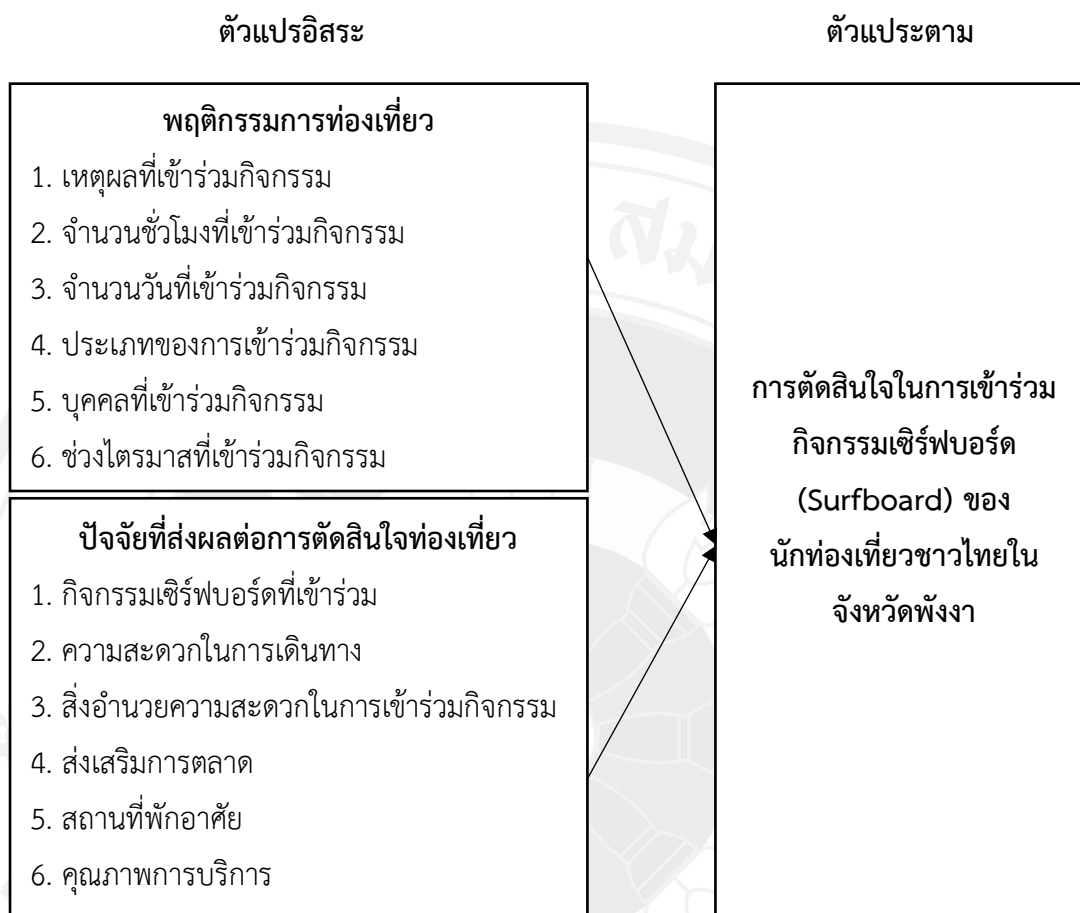 ตัวแปรอิสระ
ตัวแประตาม
พฤติกรรมการท่องเที่ยว
1. เหตุผลที่เข้าร่วมกิจกรรม
2. จำนวนชั่วโมงที่เข้าร่วมกิจกรรม
3. จำนวนวันที่เข้าร่วมกิจกรรม
4. ประเภทของการเข้าร่วมกิจกรรม
5. บุคคลที่เข้าร่วมกิจกรรม
6. ช่วงไตรมาสที่เข้าร่วมกิจกรรม
ปัจจัยที่ส่งผลต่อการตัดสินใจท่องเที่ยว
1. กิจกรรมเซิร์ฟบอร์ดที่เข้าร่วม
2. ความสะดวกในการเดินทาง
3. สิ่งอำนวยความสะดวกในการเข้าร่วมกิจกรรม
4. ส่งเสริมการตลาด
5. สถานที่พักอาศัย
6. คุณภาพการบริการ
การตัดสินใจในการเข้าร่วม
กิจกรรมเซิร์ฟบอร์ด
(Surfboard) ของ
นักท่องเที่ยวชาวไทยใน
จังหวัดพังงา